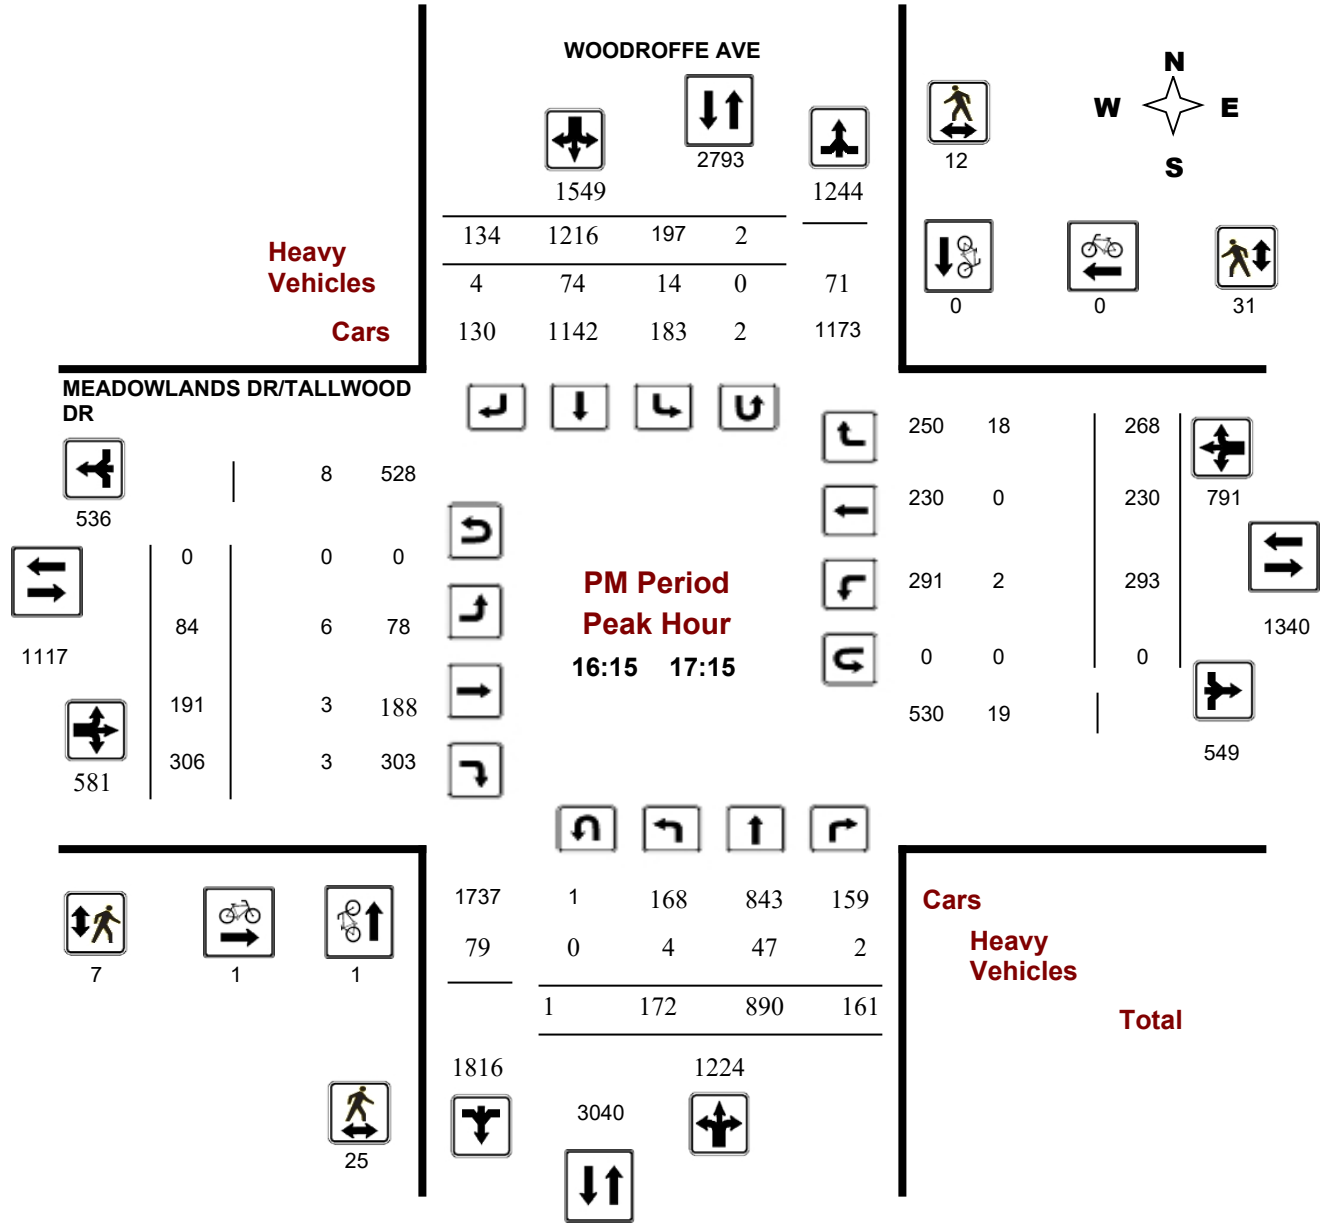 WOODROFFE AVE
N
W E
S
2793
12
1549
1244
134 1216 197 2
Heavy
Vehicles
4 74 14 0 71
0 0 31
Cars
130 1142 183 2 1173
MEADOWLANDS DR/TALLWOOD
DR
250 18 268
8 528
230 0 230 791
536
0 0 0
PM Period
291 2 293
Peak Hour
84 6 78
1340
1117
16:15 17:15
0 0 0
191 3 188
530 19
549
306 3 303
581
1737 1 168 843 159
Cars
79 0 4 47 2
Heavy
Vehicles
7 1 1
1 172 890 161
Total
1816 1224
3040
25